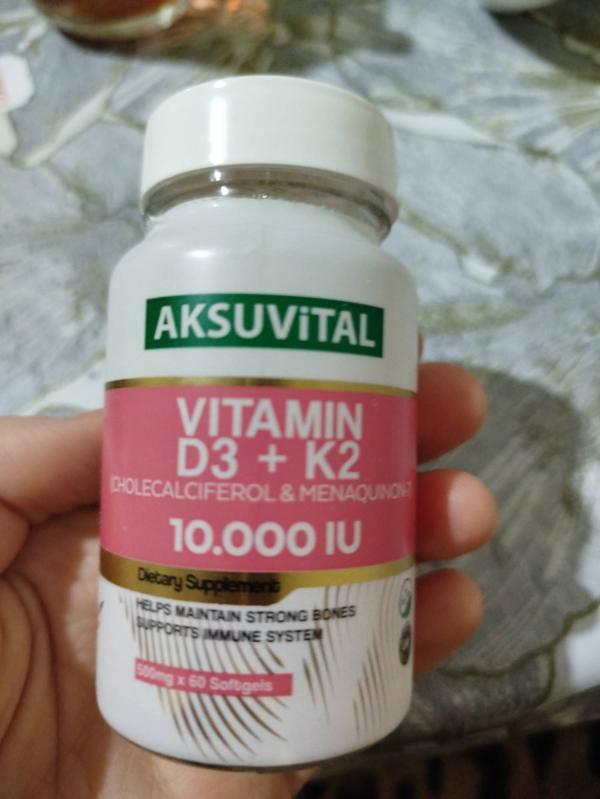 AKSUViTAL
VITAMIN
D3 + K2
(CHOLECALCIFEROL & MENAQUINON-7)
10.000 IU
Dietary Supplement
HELPS MAINTAIN STRONG BONES
SUPPORTS IMMUNE SYSTEM
500mg x 60 Softgels